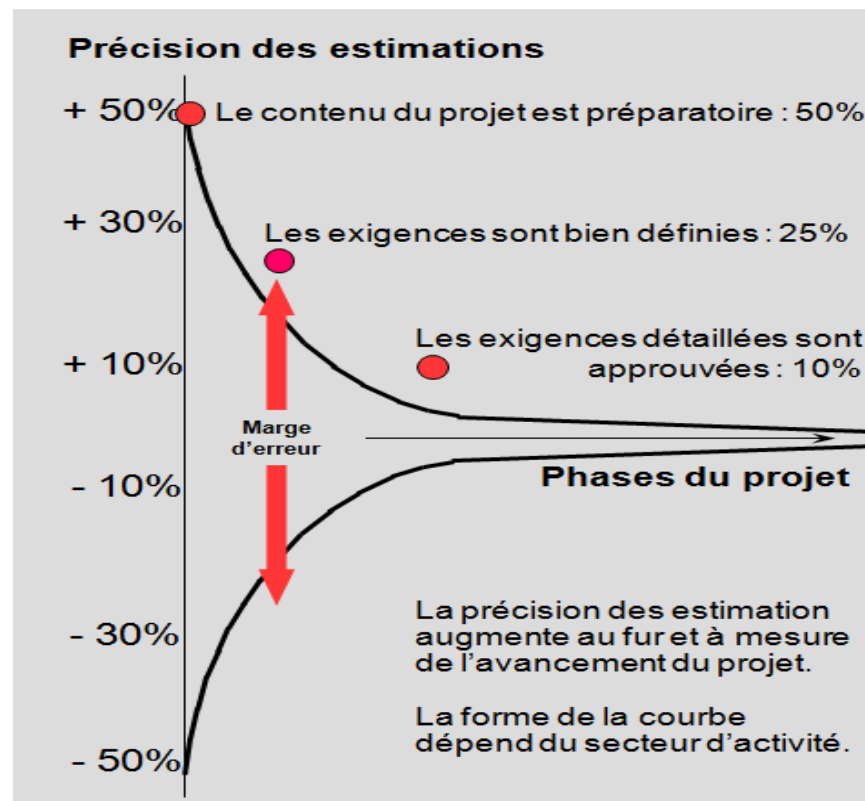 Précision des estimations
+ 50%
Le contenu du projet est préparatoire : 50%
+ 30%
Les exigences sont bien définies : 25%
Les exigences détaillées sont
approuvées : 10%
+ 10%
Marge
d'erreur
Phases du projet
- 10%
La précision des estimation
augmente au fur et à mesure
de l'avancement du projet.
- 30%
La forme de la courbe
dépend du secteur d'activité.
- 50%